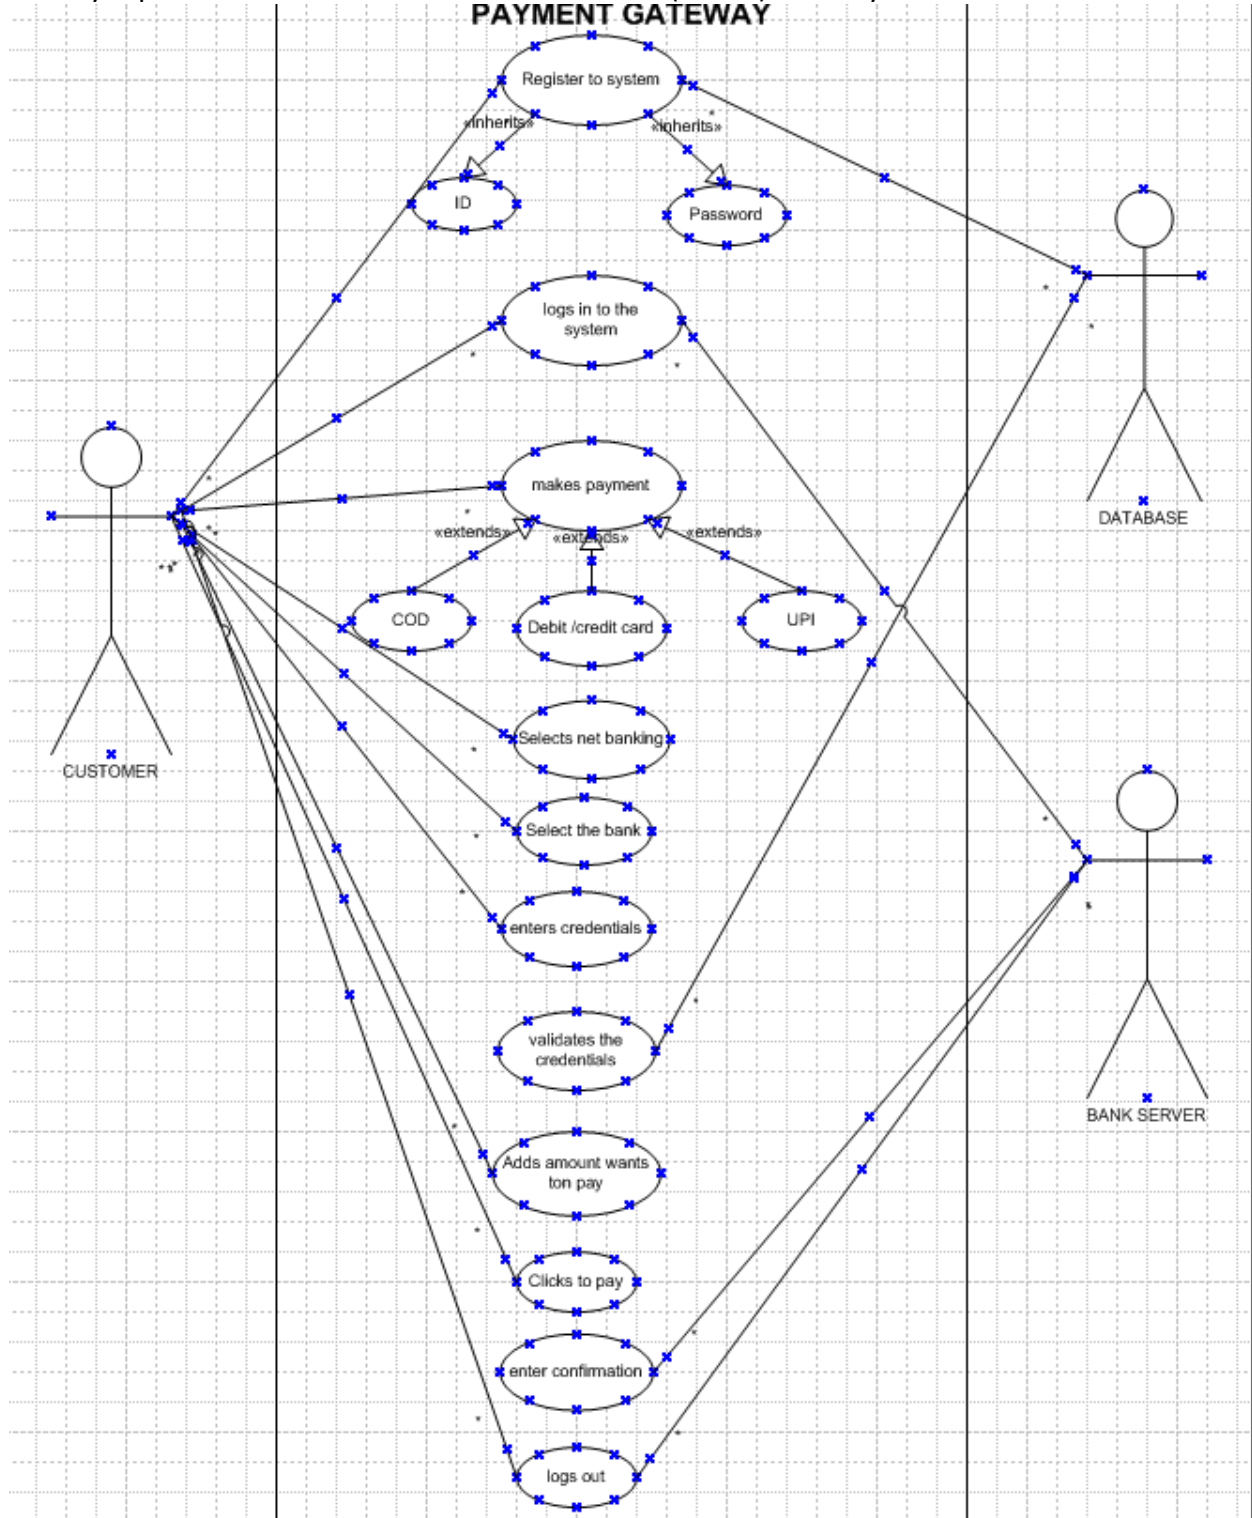 PAYMENT GATEWAY
Register to system
«inherits»
«inherits»
ID
Password
logs in to the
system
DATABASE
makes payment
«extends»
«extends»
«extends»
COD
Debit /credit card
UPI
Selects net banking
CUSTOMER
Select the bank
enters credentials
validates the
credentials
BANK SERVER
Adds amount wants
ton pay
Clicks to pay
enter confirmation
logs out